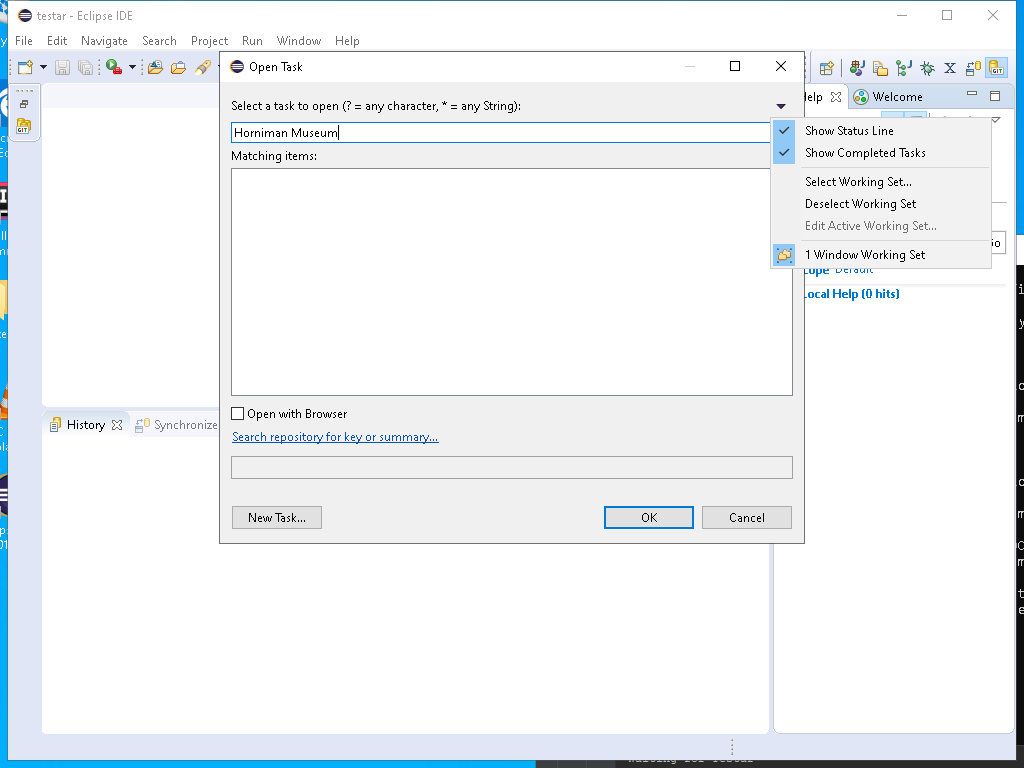 testar - Eclipse IDE
File Edit Navigate Search Project Run Window Help
Open Task
Select a task to open (? = any character, * = any String):
Horniman Museum
Matching items:
Welcome
Show Status Line
Show Completed Tasks
Select Working Set...
Deselect Working Set
Edit Active Working Set...
1 Window Working Set
Default
Local Help (0 hits)
Open with Browser
History
Synchronize
Search repository for key or summary...
New Task...
OK
Cancel
GIT
GIT